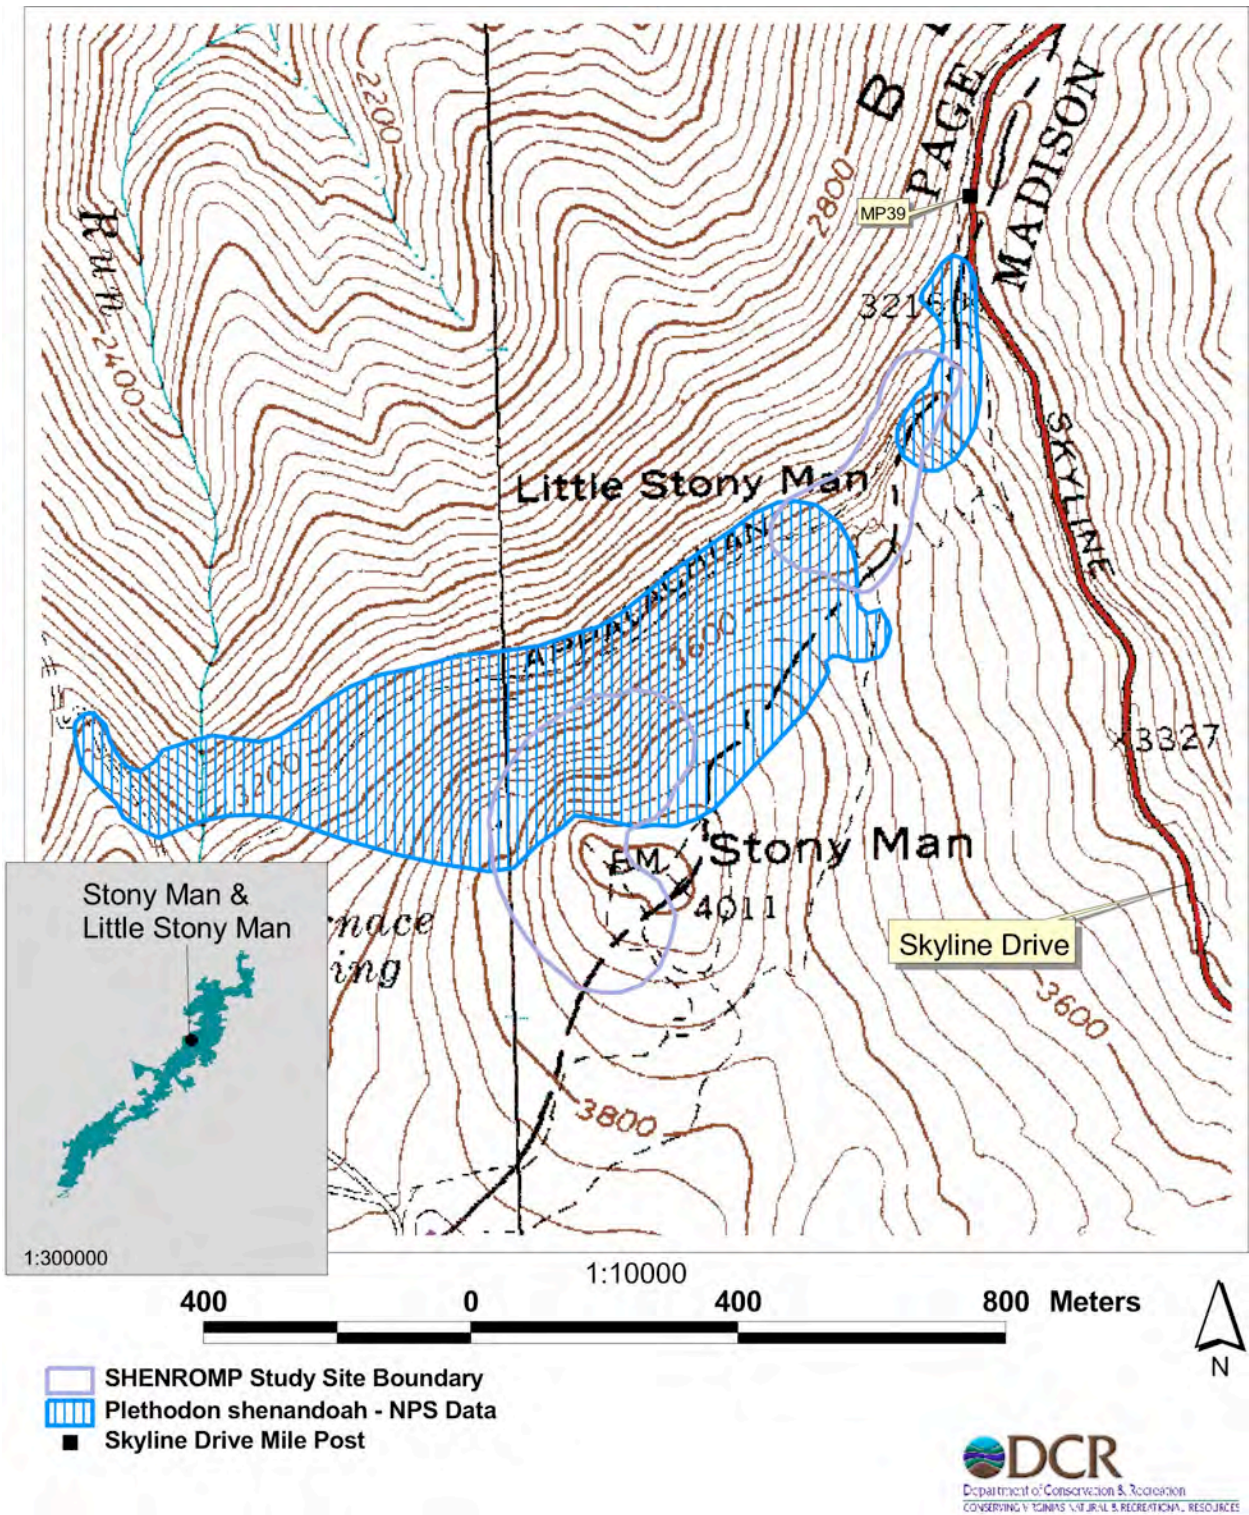 B
PAGE
MADISON
2200
2800
MP39
Run
2400
3216
SKYLINE
Little Stony Man
APPALACHIAN
3600
3327
3200
Stony Man
BM
4011
Stony Man &
Little Stony Man
nace
ing
Skyline Drive
3600
3800
1:300000
1:10000
400 0 400 800 Meters
N
SHENROMP Study Site Boundary
Plethodon shenandoah - NPS Data
Skyline Drive Mile Post
DCR
Department of Conservation & Recreation
CONSERVING VIRGINIA'S NATURAL & RECREATIONAL RESOURCES